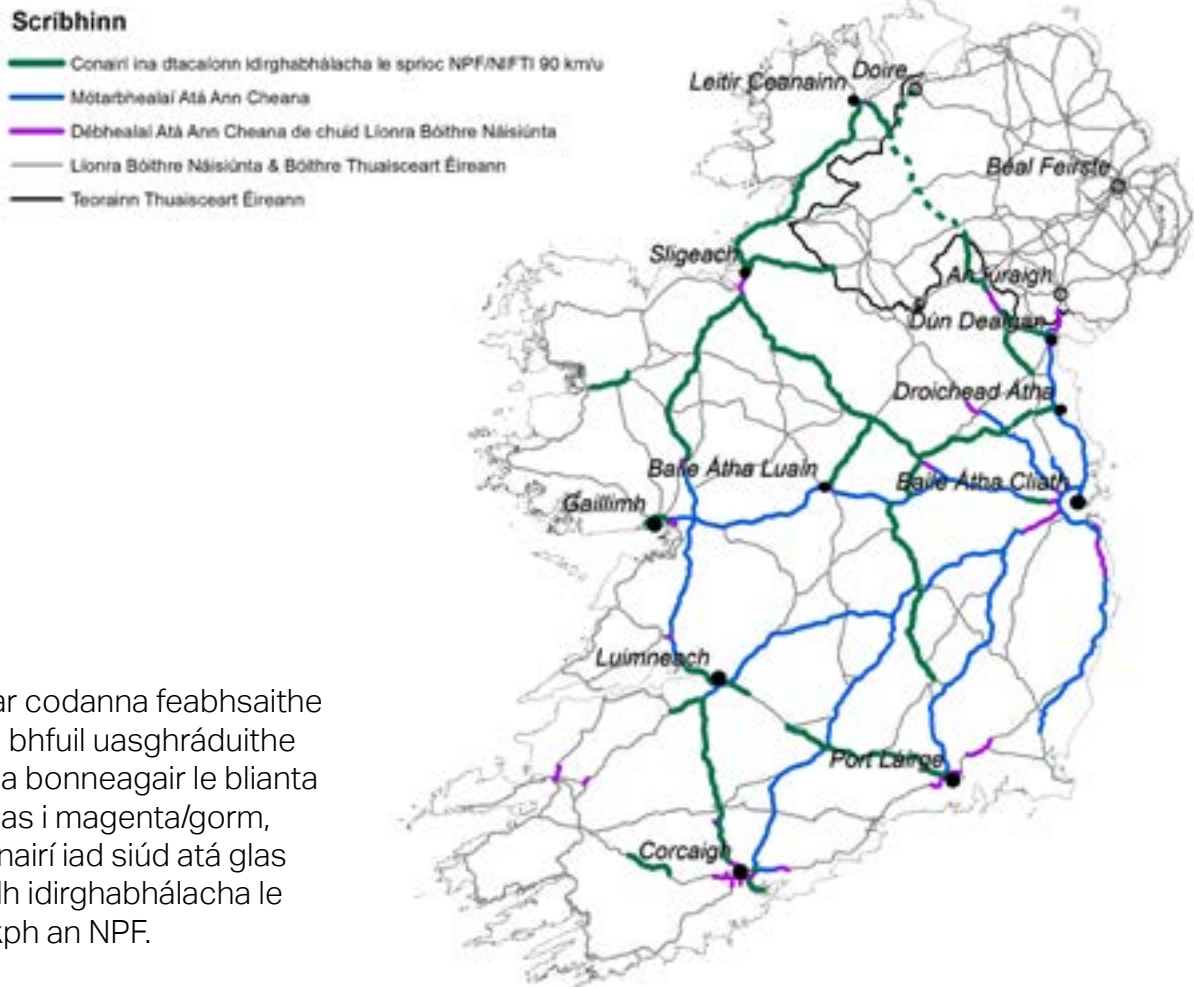 Scríbhinn
Conairí ina dtacaíonn idirghabhálacha le sprioc NPF/NIFTI 90 km/u
Mótarbhealaí Atá Ann Cheana
Débhealaí Atá Ann Cheana de chuid Líonra Bóithre Náisiúnta
Líonra Bóithre Náisiúnta & Bóithre Thuaisceart Éireann
Teorainn Thuaisceart Éireann
Leitir Ceanainn
Doire
Béal Feirste
Sligeach
An Iúraigh
Dún Dealgan
Droichead Átha
Baile Átha Luain
Baile Átha Cliath
Gaillimh
Luimneach
Port Láirge
Corcaigh
ar codanna feabhsaithe
bhfuil uasghráduithe
a bonneagair le blianta
as i magenta/gorm,
nairí iad siúd atá glas
lh idirghabhálacha le
kph an NPF.